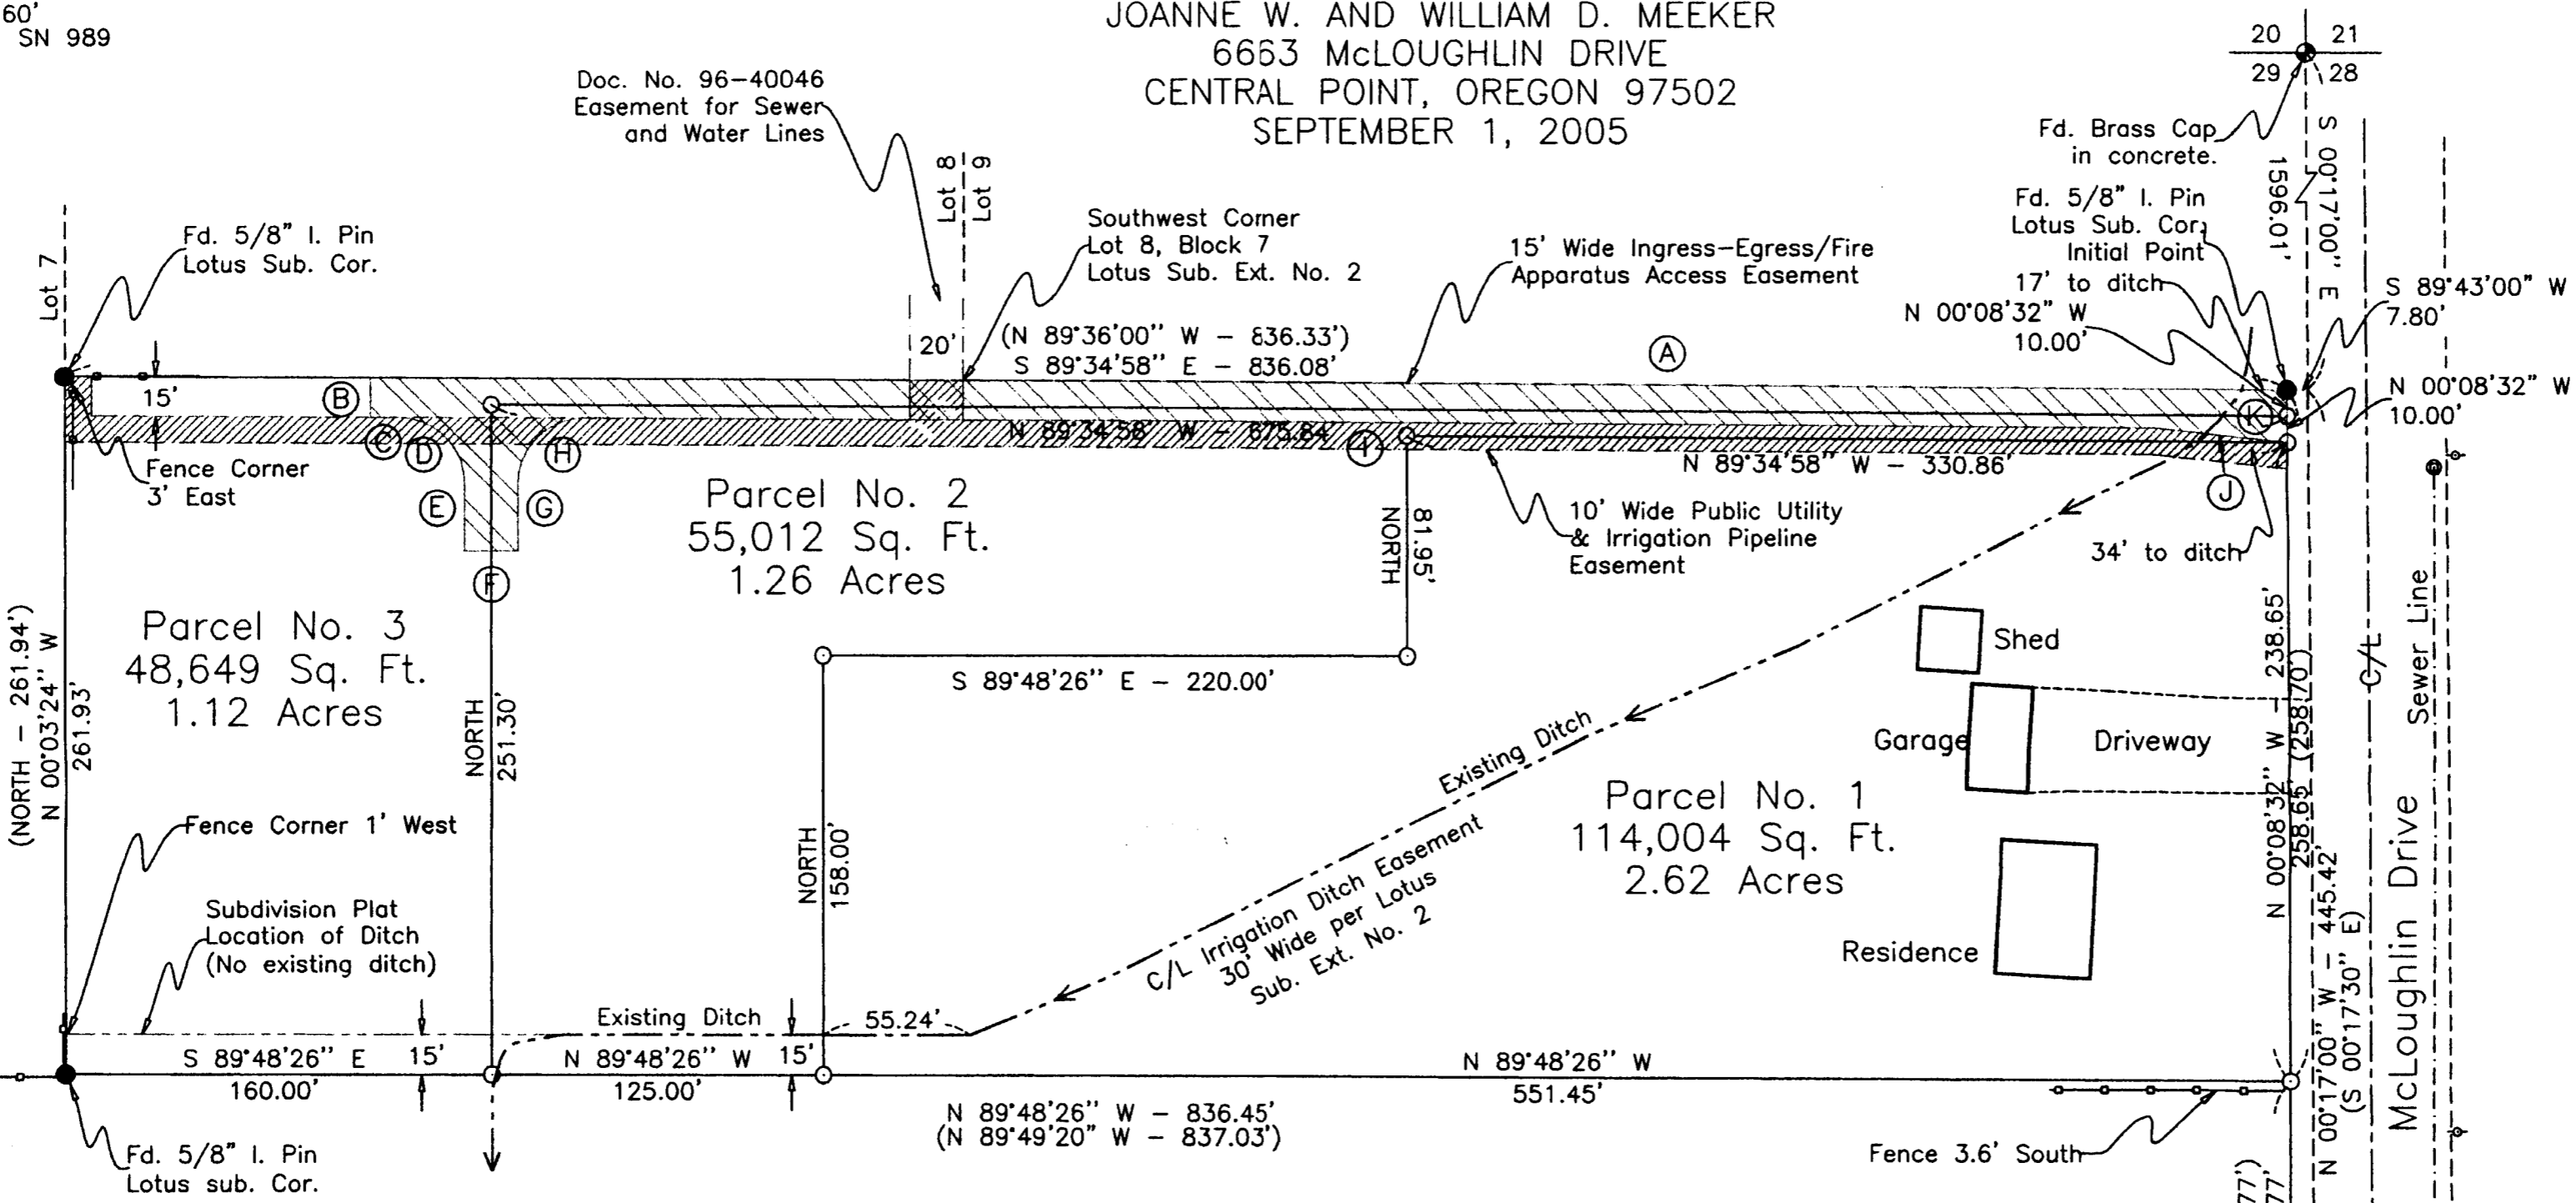 60'
SN 989
JOANNE W. AND WILLIAM D. MEEKER
6663 McLOUGHLIN DRIVE
CENTRAL POINT, OREGON 97502
SEPTEMBER 1, 2005
20 21
29 28
Doc. No. 96-40046
Easement for Sewer
and Water Lines
Fd. Brass Cap
in concrete.
S 00°17'00" E
1596.01'
Lot 7
Fd. 5/8" I. Pin
Lotus Sub. Cor.
Lot 8
Lot 9
Southwest Corner
Lot 8, Block 7
Lotus Sub. Ext. No. 2
15' Wide Ingress-Egress/Fire
Apparatus Access Easement
Fd. 5/8" I. Pin
Lotus Sub. Cor.
Initial Point
17' to ditch
N 00°08'32" W
10.00'
S 89°43'00" W
7.80'
N 00°08'32" W
10.00'
20'
(N 89°36'00" W - 836.33')
S 89°34'58" E - 836.08'
A
15'
B
C
D
H
N 89°34'58" W - 675.84'
I
K
N 89°34'58" W - 330.86'
J
Fence Corner
3' East
E
G
F
Parcel No. 2
55,012 Sq. Ft.
1.26 Acres
NORTH
81.95'
10' Wide Public Utility
& Irrigation Pipeline
Easement
34' to ditch
(NORTH - 261.94')
N 00°03'24" W
261.93'
Parcel No. 3
48,649 Sq. Ft.
1.12 Acres
NORTH
251.30'
S 89°48'26" E - 220.00'
Shed
Garage
Driveway
Existing Ditch
Parcel No. 1
114,004 Sq. Ft.
2.62 Acres
Residence
N 00°08'32" W - 238.65'
258.65' (258.70')
C/L
Sewer Line
McLoughlin Drive
Fence Corner 1' West
NORTH
158.00'
C/L Irrigation Ditch Easement
30' Wide per Lotus
Sub. Ext. No. 2
Subdivision Plat
Location of Ditch
(No existing ditch)
Existing Ditch
55.24'
S 89°48'26" E
160.00'
15'
N 89°48'26" W
125.00'
15'
N 89°48'26" W
551.45'
N 89°48'26" W - 836.45'
(N 89°49'20" W - 837.03')
N 00°17'00" W - 445.42'
(S 00°17'30" E)
Fence 3.6' South
Fd. 5/8" I. Pin
Lotus sub. Cor.
77')
77'